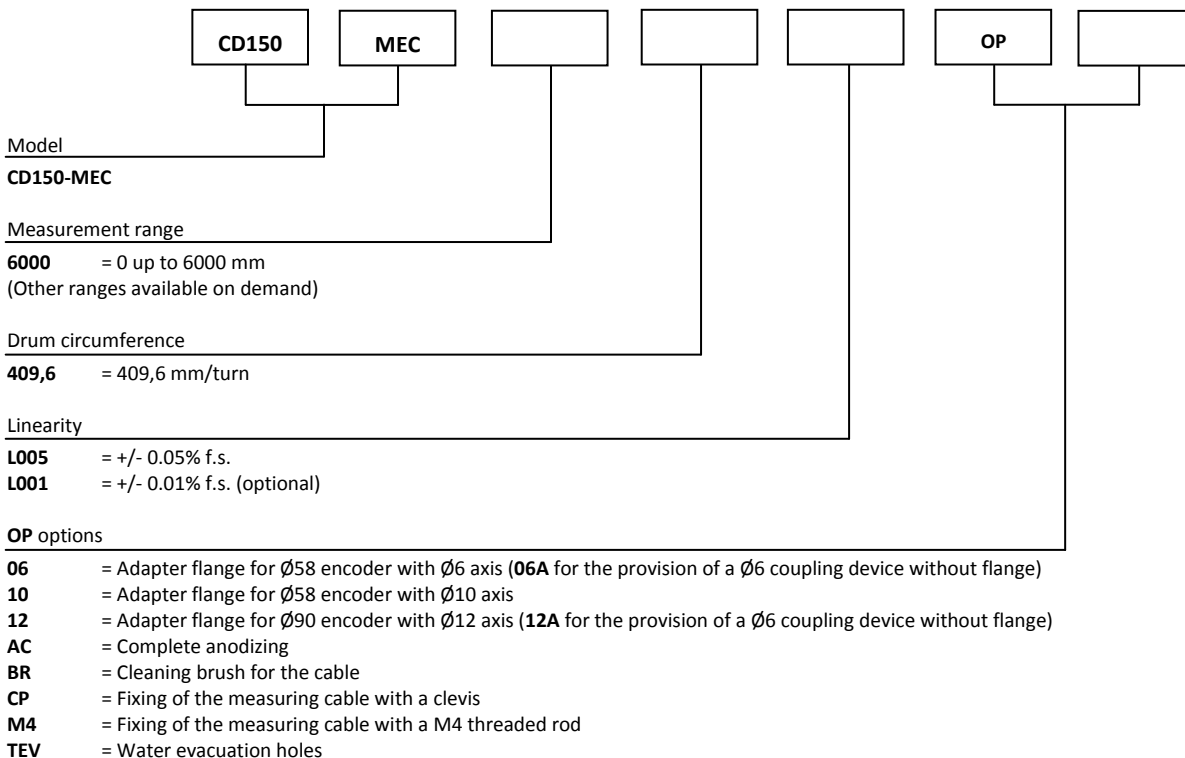 CD150 MEC OP
Model
CD150-MEC
Measurement range
6000 = 0 up to 6000 mm
(Other ranges available on demand)
Drum circumference
409,6 = 409,6 mm/turn
Linearity
L005 = +/- 0.05% f.s.
L001 = +/- 0.01% f.s. (optional)
OP options
06 = Adapter flange for Ø58 encoder with Ø6 axis (06A for the provision of a Ø6 coupling device without flange)
10 = Adapter flange for Ø58 encoder with Ø10 axis
12 = Adapter flange for Ø90 encoder with Ø12 axis (12A for the provision of a Ø6 coupling device without flange)
AC = Complete anodizing
BR = Cleaning brush for the cable
CP = Fixing of the measuring cable with a clevis
M4 = Fixing of the measuring cable with a M4 threaded rod
TEV = Water evacuation holes